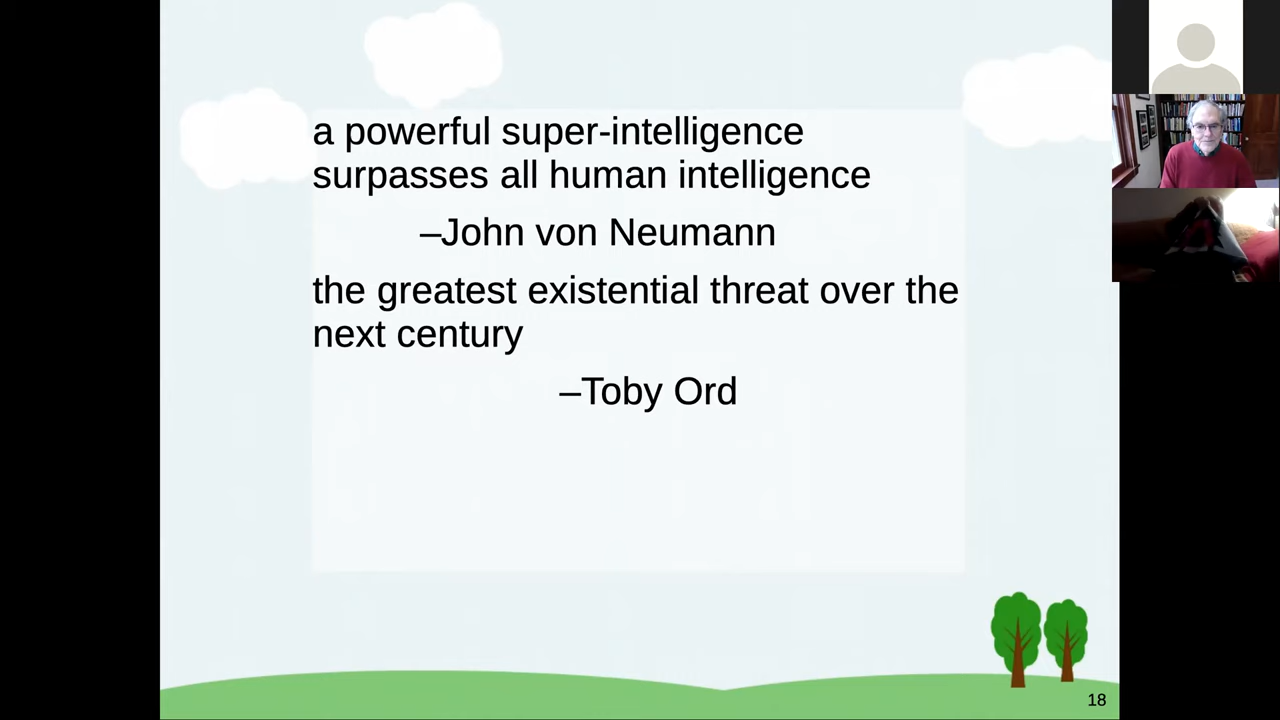 a powerful super-intelligence
surpasses all human intelligence
–John von Neumann
the greatest existential threat over the
next century
–Toby Ord
18